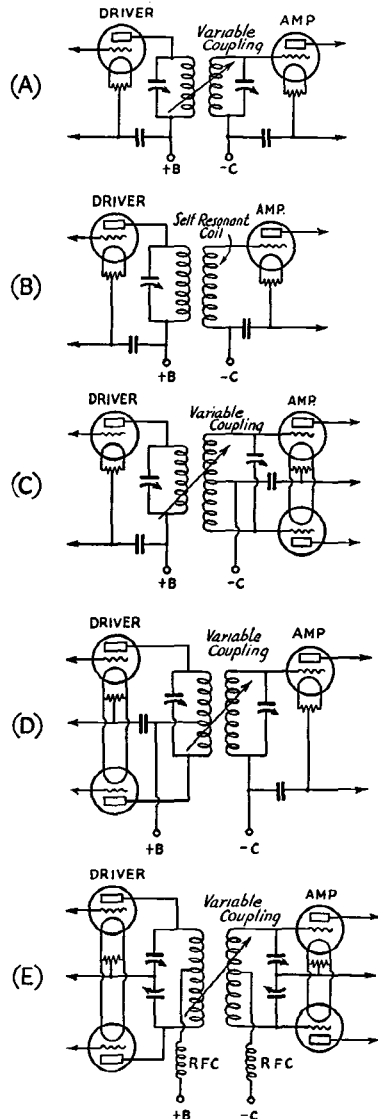 DRIVER
Variable
Coupling
AMP
(A)
+B
-C
DRIVER
Self Resonant
Coil
AMP.
(B)
+B
-C
DRIVER
Variable
Coupling
AMP.
(C)
+B
-C
DRIVER
Variable
Coupling
AMP
(D)
+B
-C
DRIVER
Variable
Coupling
AMP
(E)
RFC
RFC
+B
-C